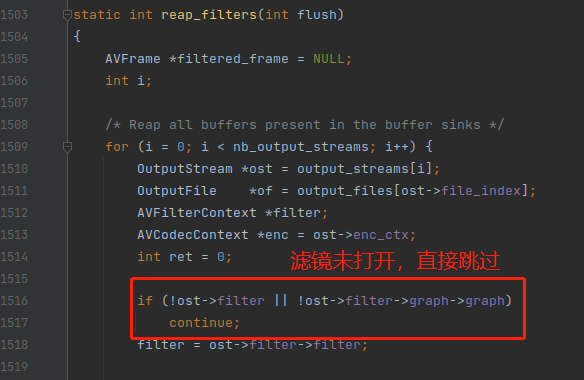 1503 static int reap_filters(int flush)
1504 {
1505     AVFrame *filtered_frame = NULL;
1506     int i;
1507
1508     /* Reap all buffers present in the buffer sinks */
1509     for (i = 0; i < nb_output_streams; i++) {
1510         OutputStream *ost = output_streams[i];
1511         OutputFile    *of = output_files[ost->file_index];
1512         AVFilterContext *filter;
1513         AVCodecContext *enc = ost->enc_ctx;
1514         int ret = 0;
滤镜未打开，直接跳过
1515
1516         if (!ost->filter || !ost->filter->graph->graph)
1517             continue;
1518         filter = ost->filter->filter;
1519